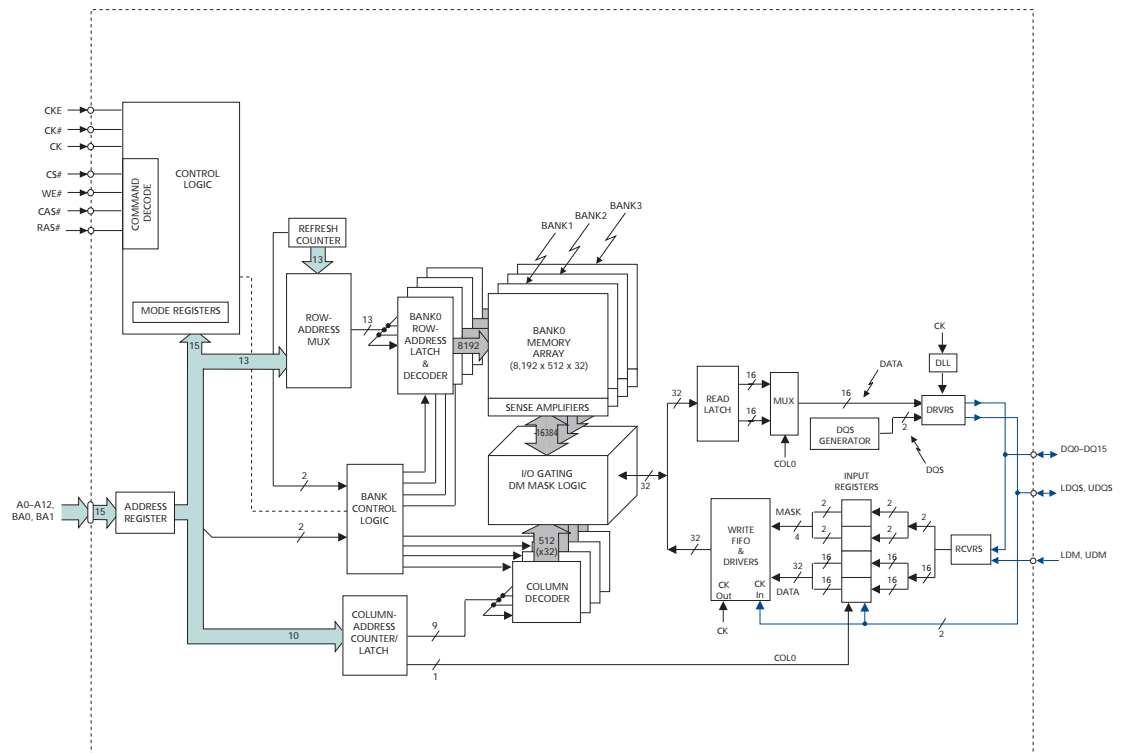 CKE
CK#
CK
CS#
WE#
CAS#
RAS#
CONTROL
LOGIC
COMMAND
DECODE
MODE REGISTERS
REFRESH
COUNTER
13
ROW-
ADDRESS
MUX
13
BANK0
ROW-
ADDRESS
LATCH
&
DECODER
8192
BANK1
BANK2
BANK3
BANK0
MEMORY
ARRAY
(8,192 x 512 x 32)
SENSE AMPLIFIERS
16384
I/O GATING
DM MASK LOGIC
512
(x32)
COLUMN
DECODER
15
13
2
2
BANK
CONTROL
LOGIC
A0–A12,
BA0, BA1
15
ADDRESS
REGISTER
10
COLUMN-
ADDRESS
COUNTER/
LATCH
9
1
COL0
32
32
READ
LATCH
16
16
MUX
COL0
16
DATA
DQS
GENERATOR
2
DQS
CK
DLL
DRVRS
DQ0–DQ15
LDQS, UDQS
LDM, UDM
32
WRITE
FIFO
&
DRIVERS
CK
Out
CK
In
CK
MASK
4
32
DATA
INPUT
REGISTERS
2
2
16
16
2
2
16
16
2
16
RCVRS
2